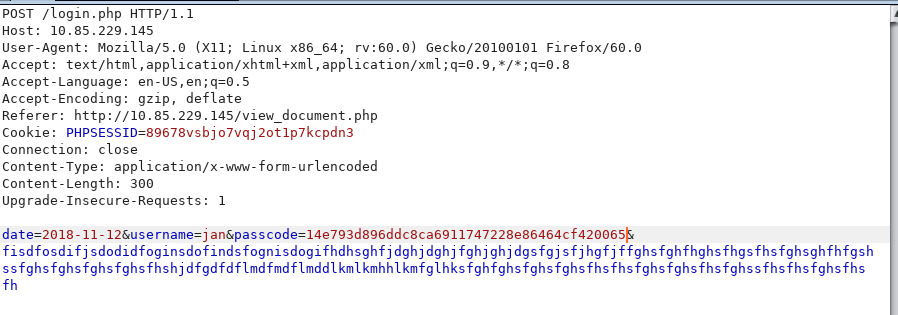 POST /login.php HTTP/1.1
Host: 10.85.229.145
User-Agent: Mozilla/5.0 (X11; Linux x86_64; rv:60.0) Gecko/20100101 Firefox/60.0
Accept: text/html,application/xhtml+xml,application/xml;q=0.9,*/*;q=0.8
Accept-Language: en-US,en;q=0.5
Accept-Encoding: gzip, deflate
Referer: http://10.85.229.145/view_document.php
Cookie: PHPSESSID=89678vsbjo7vqj2ot1p7kcpdn3
Connection: close
Content-Type: application/x-www-form-urlencoded
Content-Length: 300
Upgrade-Insecure-Requests: 1
date=2018-11-12&username=jan&passcode=14e793d896ddc8ca6911747228e86464cf420065&
fisdfosdifjsdodidfoginsdofindsfognisdogifhdhsghfjdghjdghjfghjghjdgsfgjsfjhgfjffghsfghfhghsfhgsfhsfghsghfhfgsh
ssfghsfghsfghsfghsfhshjdfgdfdflmdfmdflmddlkmlkmhhlkmfglhksfghfghsfghsfghsfhsfhsfghsfghsfhsfghssfhsfhsfghsfhs
fh